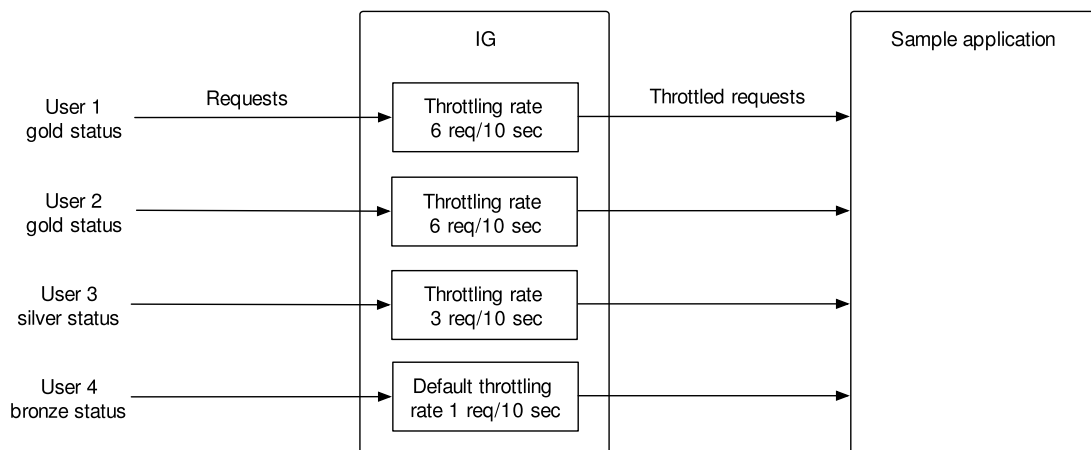 IG
Sample application
User 1
gold status
Requests
Throttling rate
6 req/10 sec
Throttled requests
User 2
gold status
Throttling rate
6 req/10 sec
User 3
silver status
Throttling rate
3 req/10 sec
User 4
bronze status
Default throttling
rate 1 req/10 sec